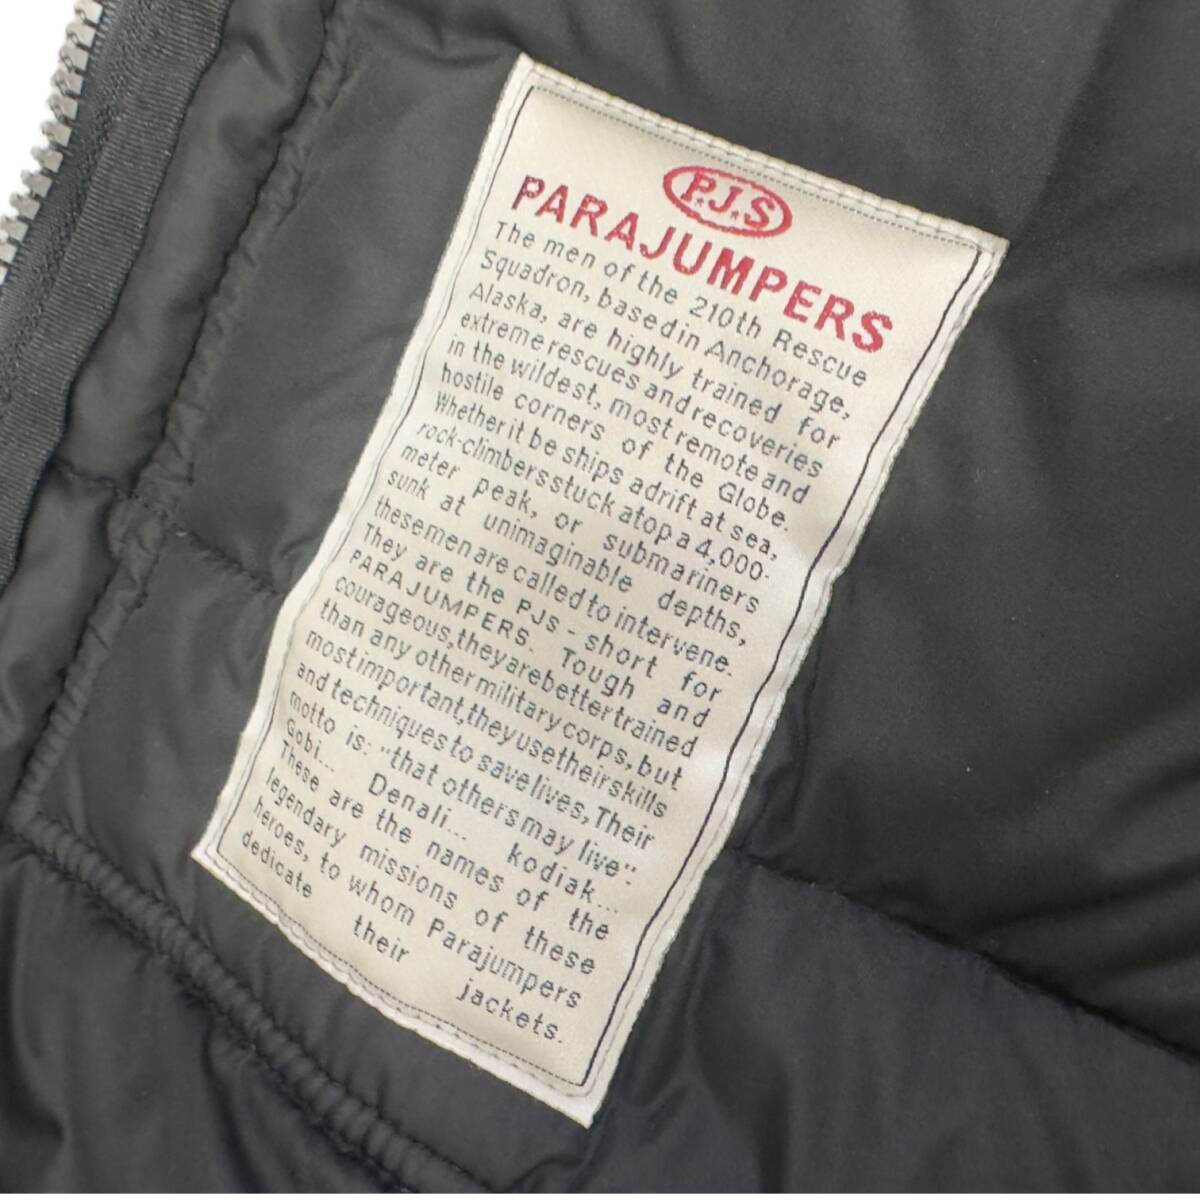 P.J.S
PARAJUMPERS
The men of the 210th Rescue
Squadron, based in Anchorage,
Alaska, are highly trained for
extreme rescues and recoveries
in the wildest, most remote and
hostile corners of the Globe.
Whether it be ships adrift at sea,
rock-climbers stuck atop a 4,000-
meter peak, or submariners
sunk at unimaginable depths,
these men are called to intervene.
They are the PJs - short for
PARAJUMPERS. Tough and
courageous, they are better trained
than any other military corps, but
most important, they use their skills
and techniques to save lives, Their
motto is: "that others may live".
Gobi... Denali... kodiak...
These are the names of the
legendary missions of these
heroes, to whom Parajumpers
dedicate their jackets.